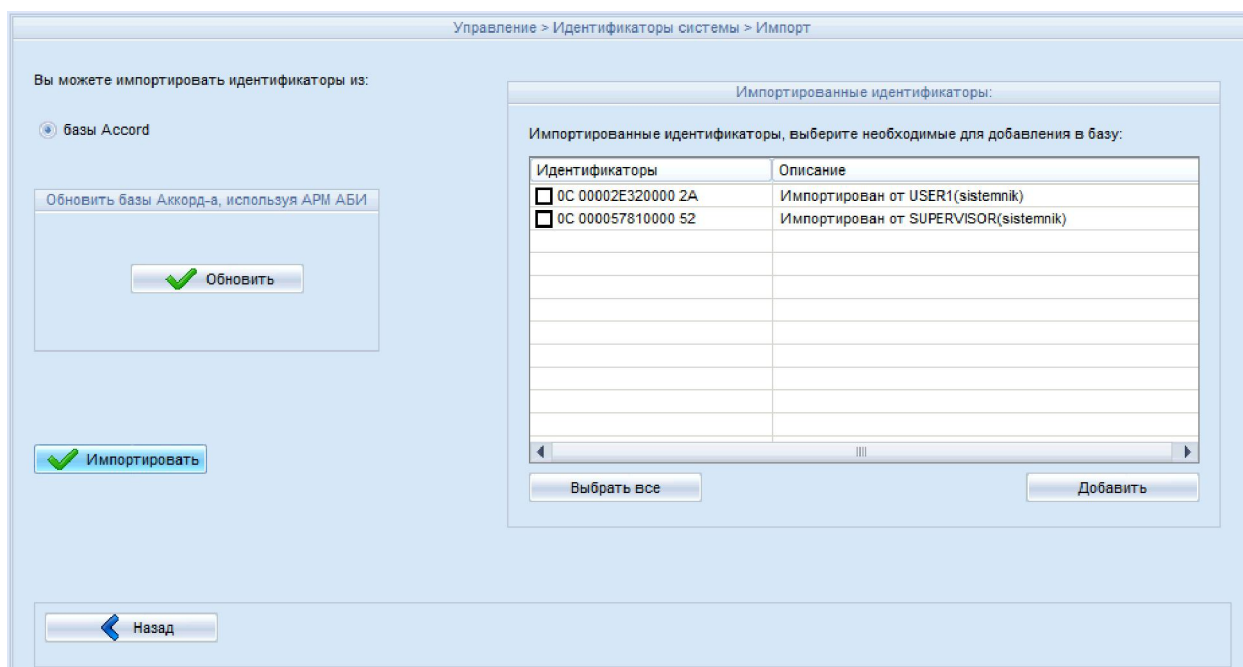 Управление > Идентификаторы системы > Импорт
Вы можете импортировать идентификаторы из:
базы Accord
Обновить базы Аккорд-а, используя АРМ АБИ
Обновить
Импортировать
Импортированные идентификаторы:
Импортированные идентификаторы, выберите необходимые для добавления в базу:
Идентификаторы Описание
0C 00002E320000 2A Импортирован от USER1(sistemnik)
0C 000057810000 52 Импортирован от SUPERVISOR(sistemnik)
Выбрать все Добавить
Назад